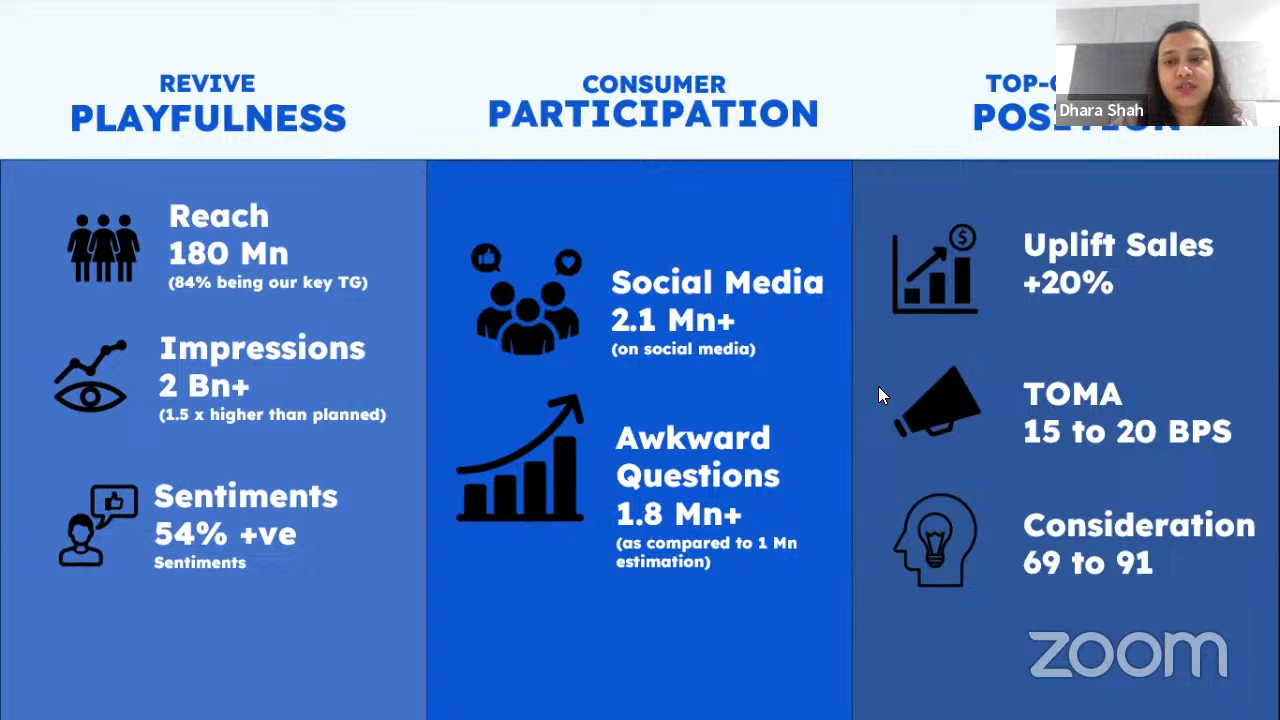 REVIVE
PLAYFULNESS
Reach
180 Mn
(84% being our key TG)
Impressions
2 Bn+
(1.5 x higher than planned)
Sentiments
54% +ve
Sentiments
CONSUMER
PARTICIPATION
Social Media
2.1 Mn+
(on social media)
Awkward
Questions
1.8 Mn+
(as compared to 1 Mn
estimation)
Dhara Shah
Uplift Sales
+20%
$
TOMA
15 to 20 BPS
Consideration
69 to 91
zoom